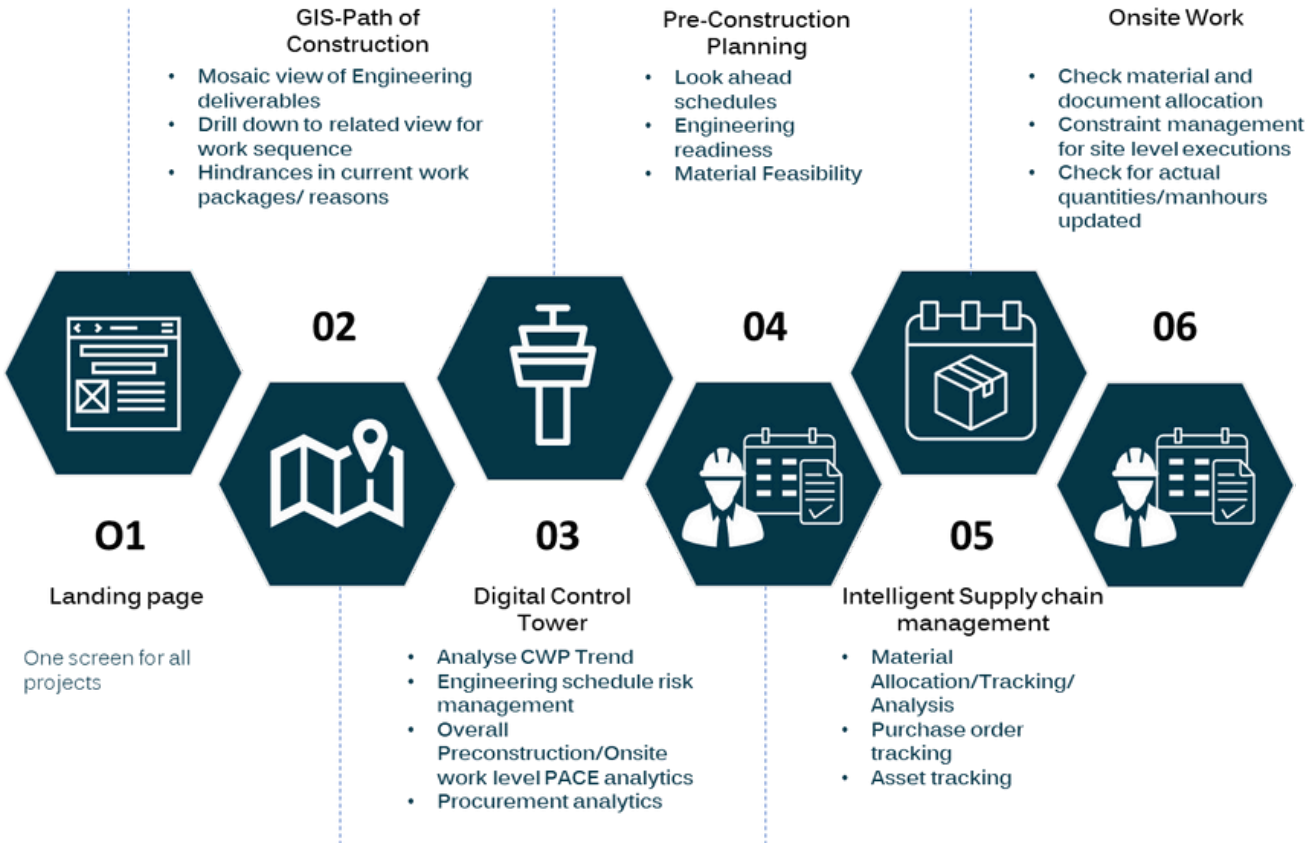 GIS-Path of
Construction
• Mosaic view of Engineering
deliverables
• Drill down to related view for
work sequence
• Hindrances in current work
packages/ reasons
Pre-Construction
Planning
• Look ahead
schedules
• Engineering
readiness
• Material Feasibility
Onsite Work
• Check material and
document allocation
• Constraint management
for site level executions
• Check for actual
quantities/manhours
updated
02
04
06
O1
03
05
Landing page
One screen for all
projects
Digital Control
Tower
• Analyse CWP Trend
• Engineering schedule risk
management
• Overall
Preconstruction/Onsite
work level PACE analytics
• Procurement analytics
Intelligent Supply chain
management
• Material
Allocation/Tracking/
Analysis
• Purchase order
tracking
• Asset tracking